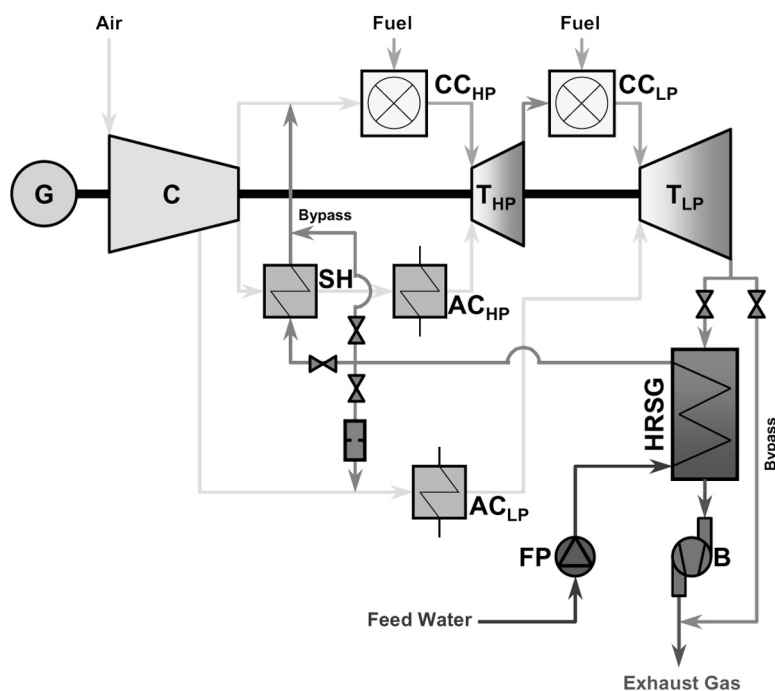 Air
Fuel
Fuel
CC_HP
CC_LP
G
C
T_HP
T_LP
Bypass
SH
AC_HP
HRSG
Bypass
AC_LP
FP
B
Feed Water
Exhaust Gas